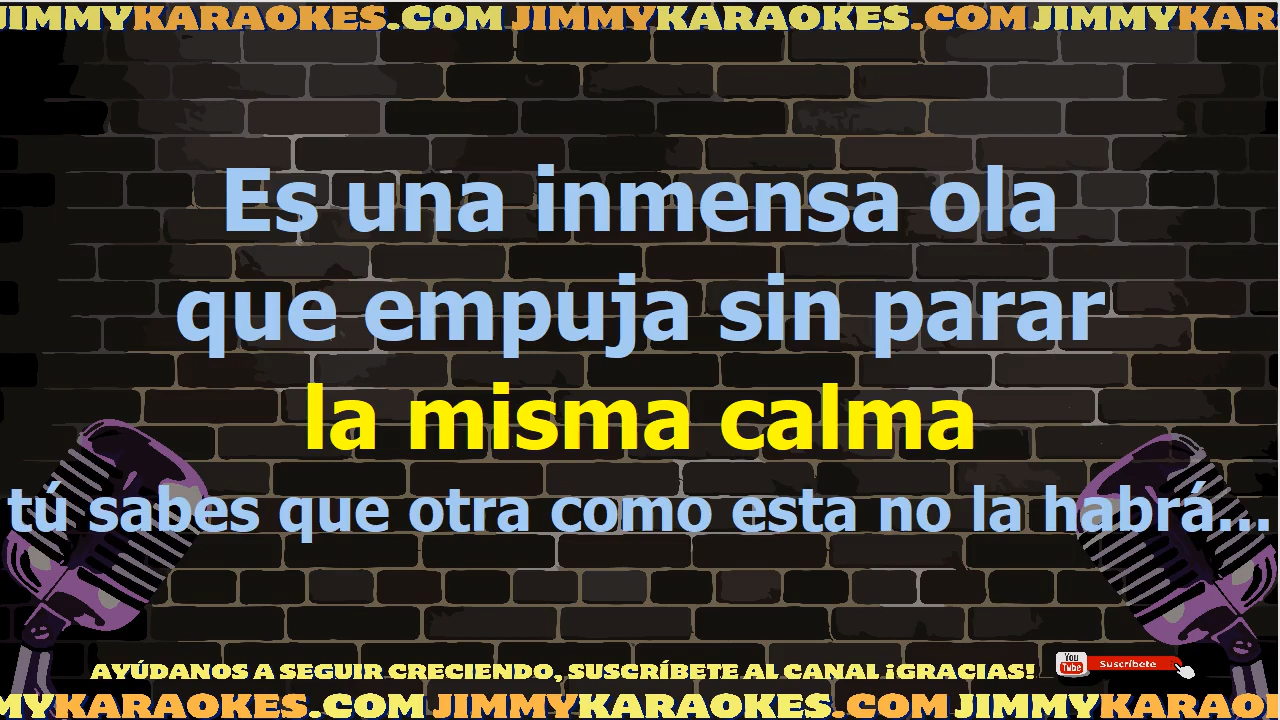 JIMMYKARAOKES.COM JIMMYKARAOKES.COM JIMMYKAR
Es una inmensa ola
que empuja sin parar
la misma calma
tú sabes que otra como esta no la habrá...
AYÚDANOS A SEGUIR CRECIENDO, SUSCRÍBETE AL CANAL ¡GRACIAS!
You Tube Suscríbete
MYKARAOKES.COM JIMMYKARAOKES.COM JIMMYKARAO